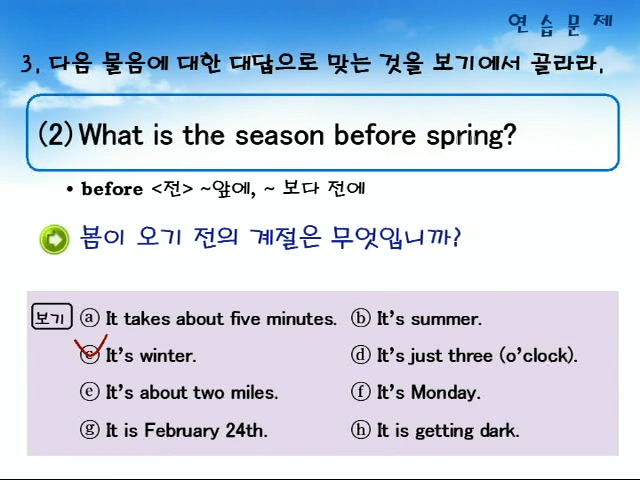 연 습 문 제
3. 다음 물음에 대한 대답으로 맞는 것을 보기에서 골라라.
(2) What is the season before spring?
• before <전> ~앞에, ~ 보다 전에
봄이 오기 전의 계절은 무엇입니까?
보기 ⓐ It takes about five minutes. ⓑ It's summer.
ⓒ It's winter. ⓓ It's just three (o'clock).
ⓔ It's about two miles. ⓕ It's Monday.
ⓖ It is February 24th. ⓗ It is getting dark.